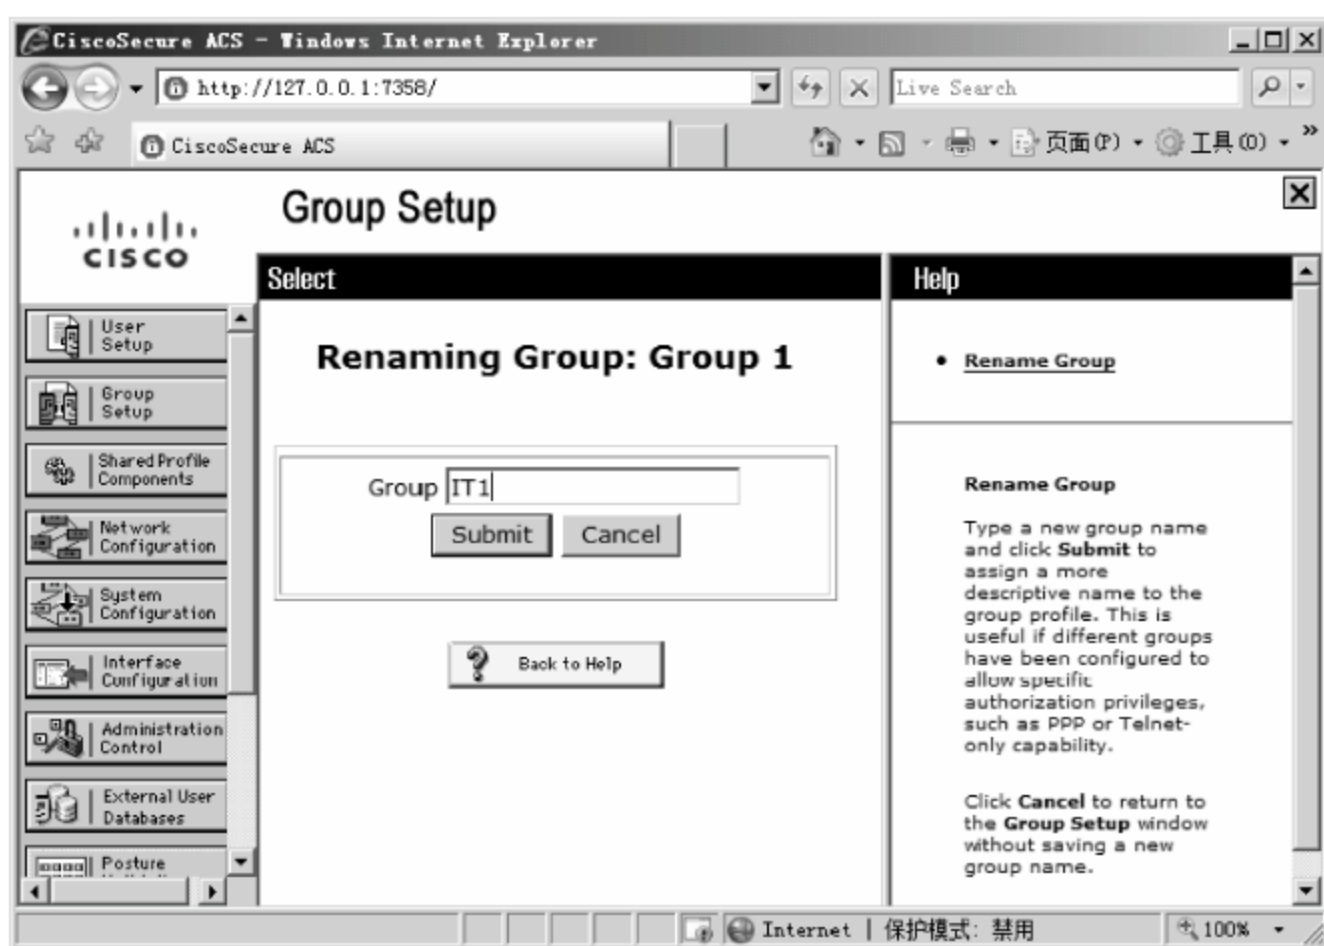 CiscoSecure ACS - Windows Internet Explorer
http://127.0.0.1:7358/
Live Search
CiscoSecure ACS
页面(P)
工具(O)
»
CISCO
Group Setup
Select
Help
User
Setup
Group
Setup
Shared Profile
Components
Network
Configuration
System
Configuration
Interface
Configuration
Administration
Control
External User
Databases
Posture
Renaming Group: Group 1
Group IT1
Submit Cancel
? Back to Help
• Rename Group
Rename Group
Type a new group name
and click Submit to
assign a more
descriptive name to the
group profile. This is
useful if different groups
have been configured to
allow specific
authorization privileges,
such as PPP or Telnet-
only capability.
Click Cancel to return to
the Group Setup window
without saving a new
group name.
Internet | 保护模式: 禁用
100%